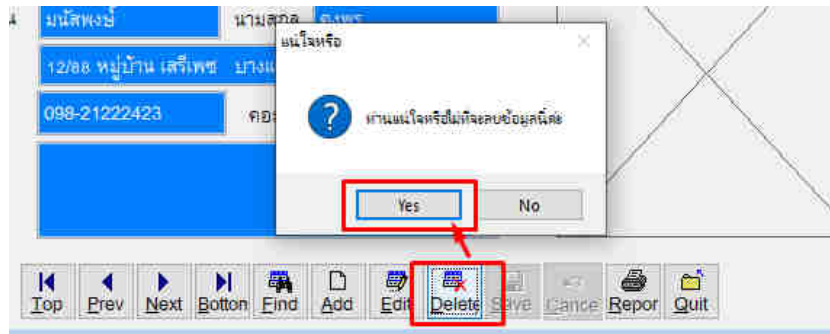 มนัสพงษ์ นามสกุล
แน่ใจหรือ
12/88 หมู่บ้าน เสรีเพช
098-21222423
ท่านแน่ใจหรือไม่ที่จะลบข้อมูลนี้ค่ะ
Yes No
Top Prev Next Botton Find Add Edit Delete Save Cance Repor Quit